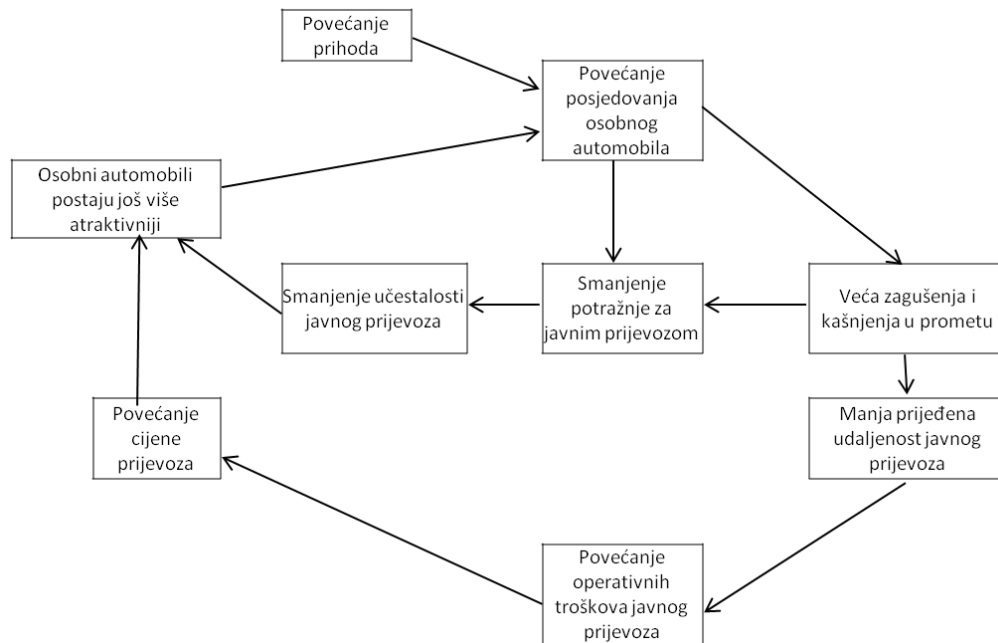 Povećanje
prihoda
Povećanje
posjedovanja
osobnog
automobila
Osobni automobili
postaju još više
atraktivniji
Smanjenje učestalosti
javnog prijevoza
Smanjenje
potražnje za
javnim prijevozom
Veća zagušenja i
kašnjenja u prometu
Povećanje
cijene
prijevoza
Manja prijeđena
udaljenost javnog
prijevoza
Povećanje
operativnih
troškova javnog
prijevoza